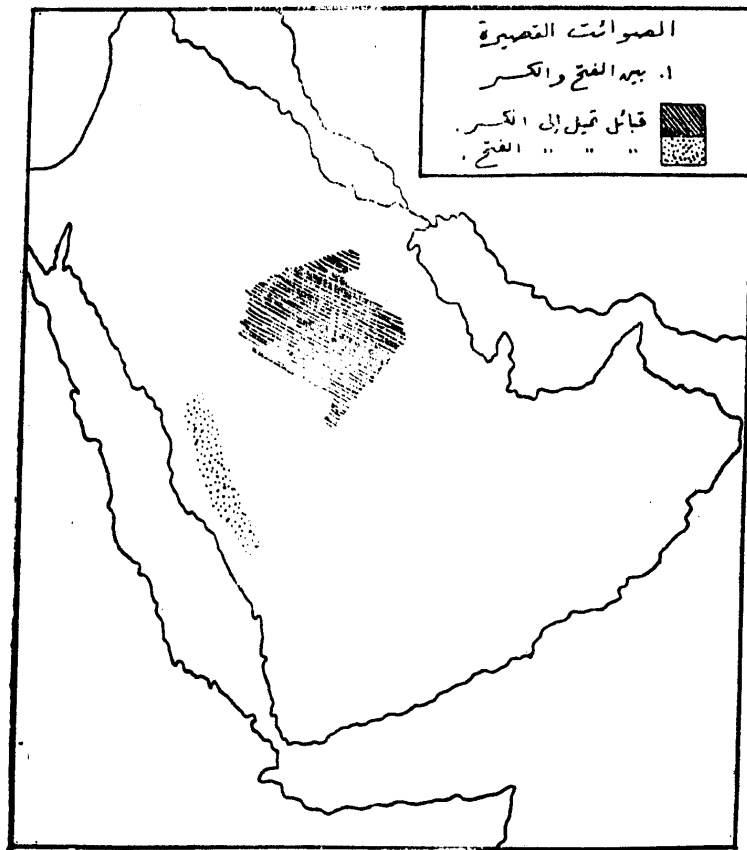 الصوائت القصيرة
١. بين الفتح والكسر
قبائل تميل إلى الكسر.
" " " الفتح.